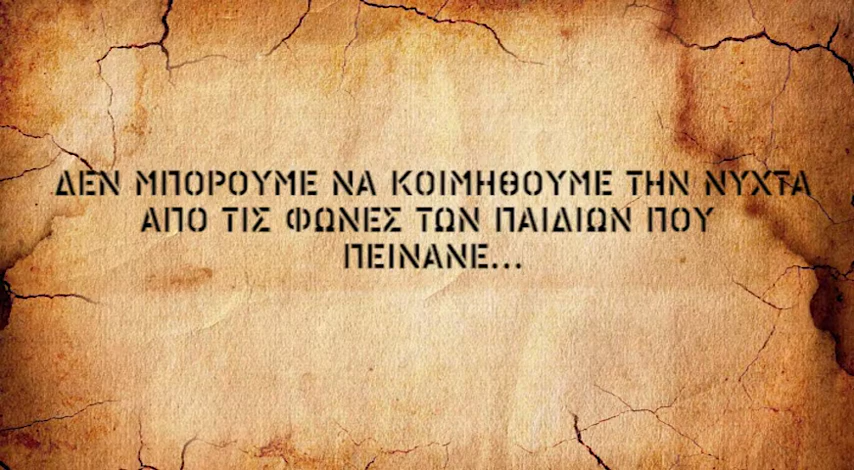 ΔΕΝ ΜΠΟΡΟΥΜΕ ΝΑ ΚΟΙΜΗΘΟΥΜΕ ΤΗΝ ΝΥΧΤΑ
ΑΠΟ ΤΙΣ ΦΩΝΕΣ ΤΩΝ ΠΑΙΔΙΩΝ ΠΟΥ
ΠΕΙΝΑΝΕ...